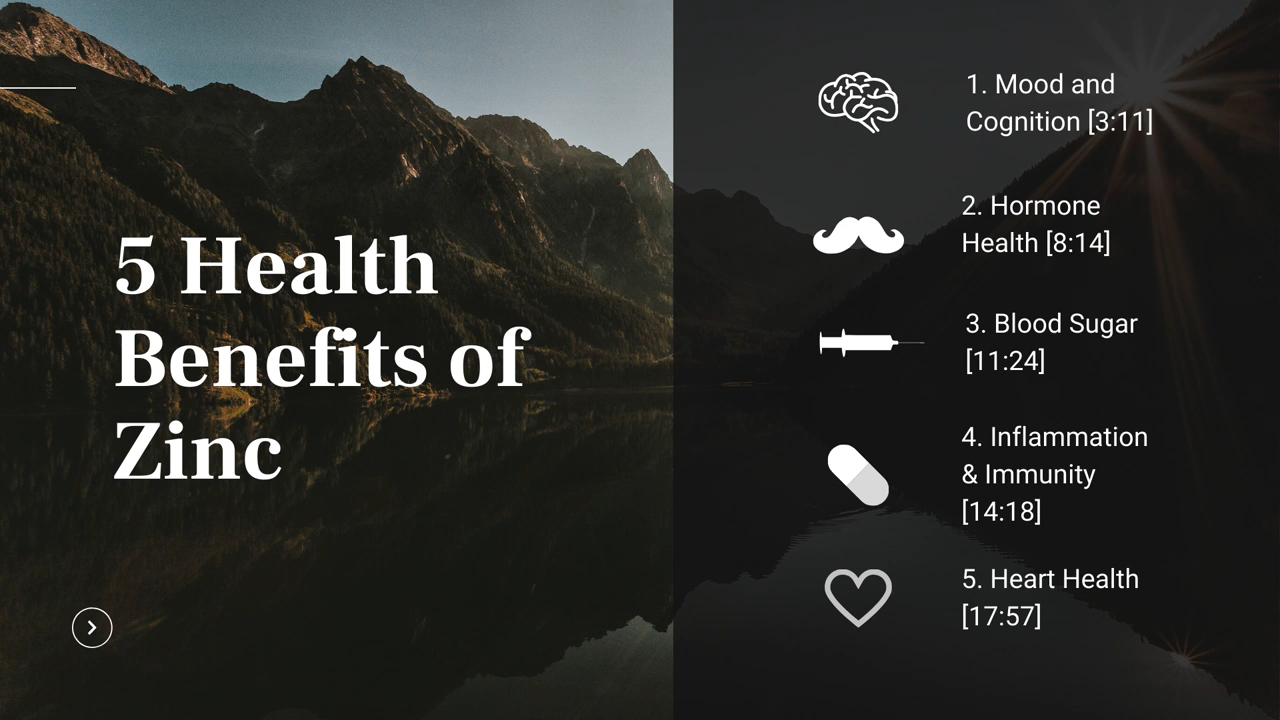 5 Health
Benefits of
Zinc
1. Mood and
Cognition [3:11]
2. Hormone
Health [8:14]
3. Blood Sugar
[11:24]
4. Inflammation
& Immunity
[14:18]
5. Heart Health
[17:57]